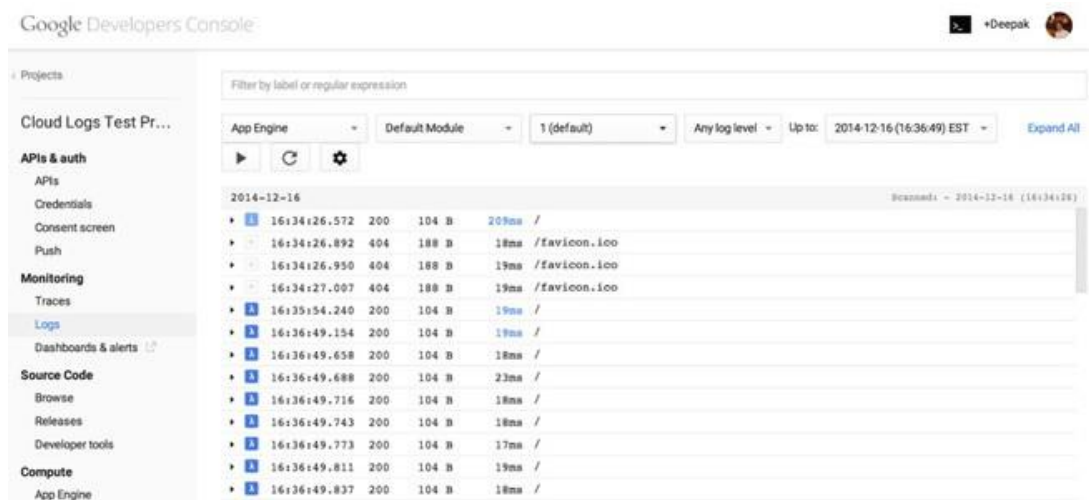 Google Developers Console
+Deepak
Projects
Cloud Logs Test Pr...
APIs & auth
APIs
Credentials
Consent screen
Push
Monitoring
Traces
Logs
Dashboards & alerts
Source Code
Browse
Releases
Developer tools
Compute
App Engine
Filter by label or regular expression
App Engine Default Module 1 (default) Any log level Up to: 2014-12-16 (16:36:49) EST Expand All
2014-12-16 Scanned: - 2014-12-16 (16:34:26)
16:34:26.572 200 104 B 209ms /
16:34:26.892 404 188 B 18ms /favicon.ico
16:34:26.950 404 188 B 19ms /favicon.ico
16:34:27.007 404 188 B 19ms /favicon.ico
16:35:54.240 200 104 B 19ms /
16:36:49.154 200 104 B 19ms /
16:36:49.658 200 104 B 18ms /
16:36:49.688 200 104 B 23ms /
16:36:49.716 200 104 B 18ms /
16:36:49.743 200 104 B 18ms /
16:36:49.773 200 104 B 17ms /
16:36:49.811 200 104 B 19ms /
16:36:49.837 200 104 B 18ms /